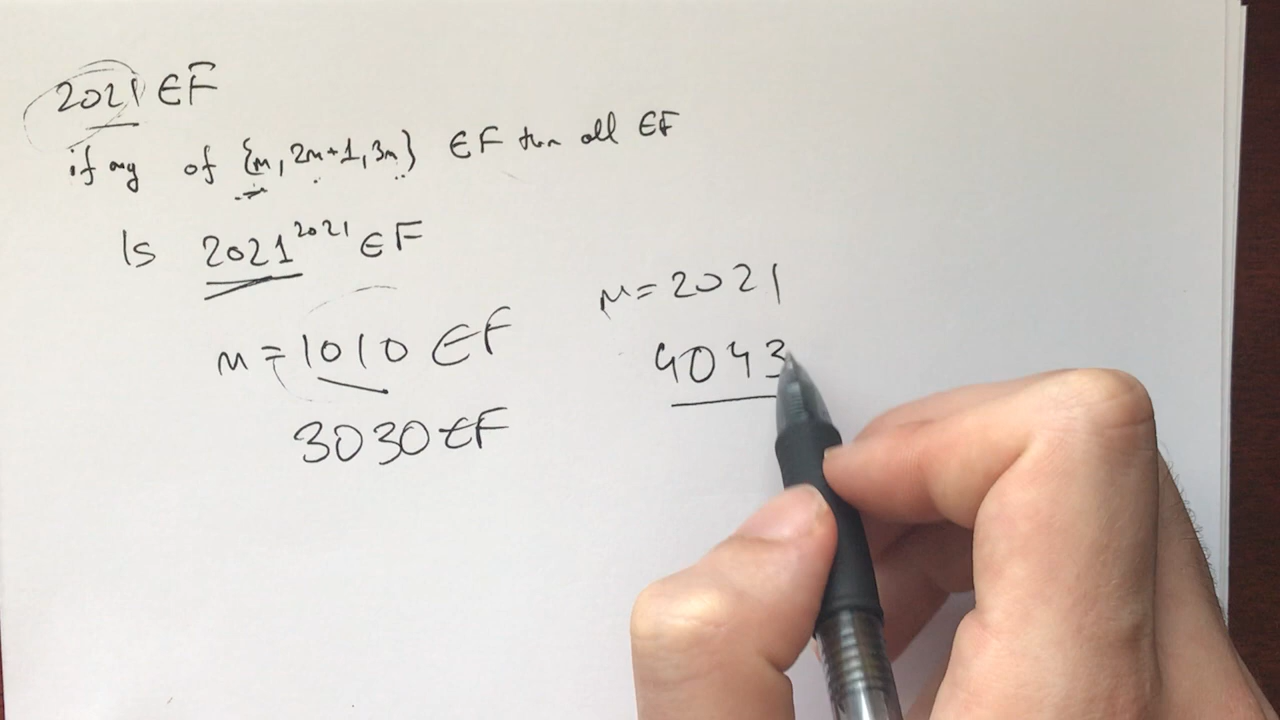 2021 ∈ F
if any of {m, 2m+1, 3m} ∈ F then all ∈ F
Is 2021^2021 ∈ F
m = 1010 ∈ F
3030 ∈ F
m = 2021
4043